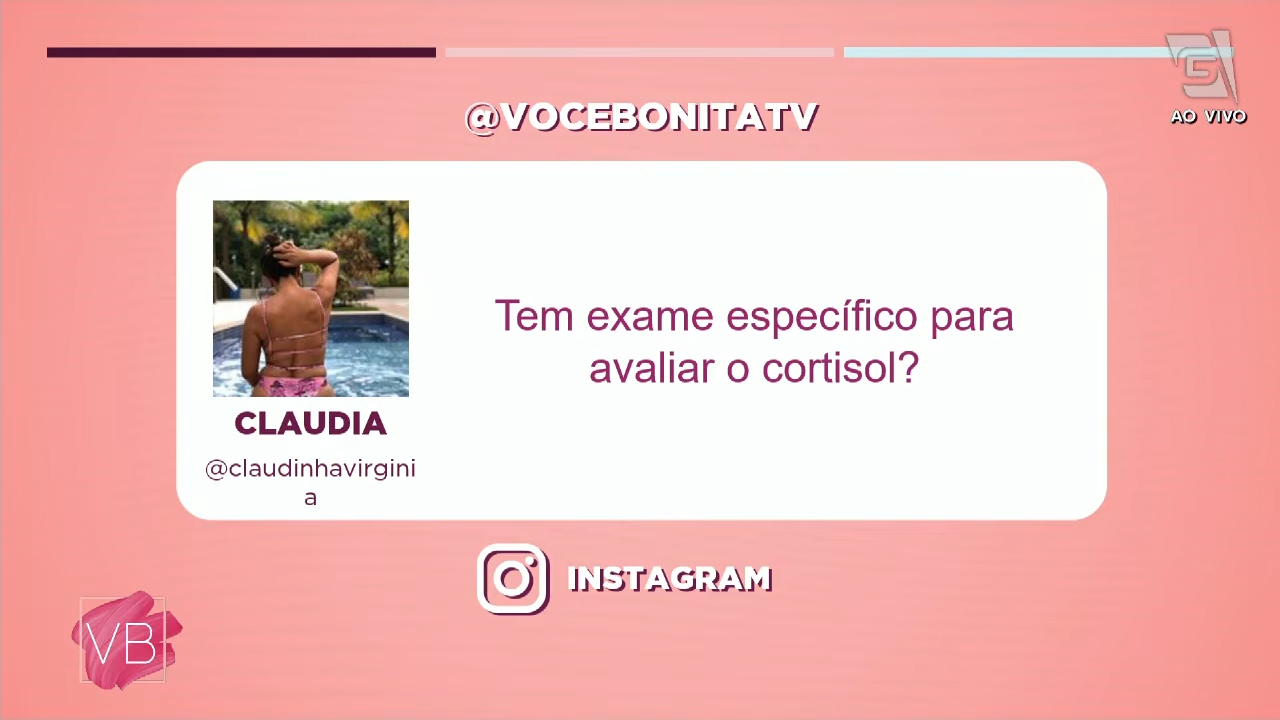 @VOCEBONITATV
AO VIVO
Tem exame específico para
avaliar o cortisol?
CLAUDIA
@claudinhavirgini
a
INSTAGRAM
VB